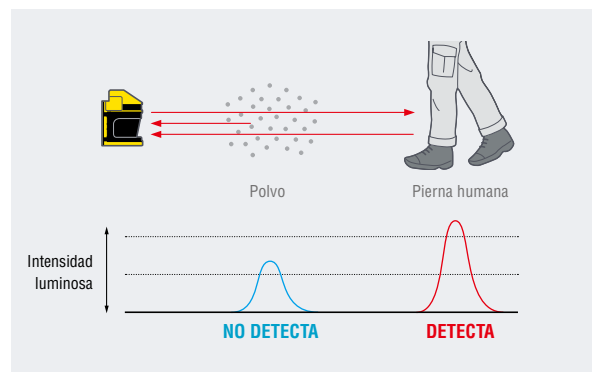 Polvo
Pierna humana
Intensidad
luminosa
NO DETECTA
DETECTA